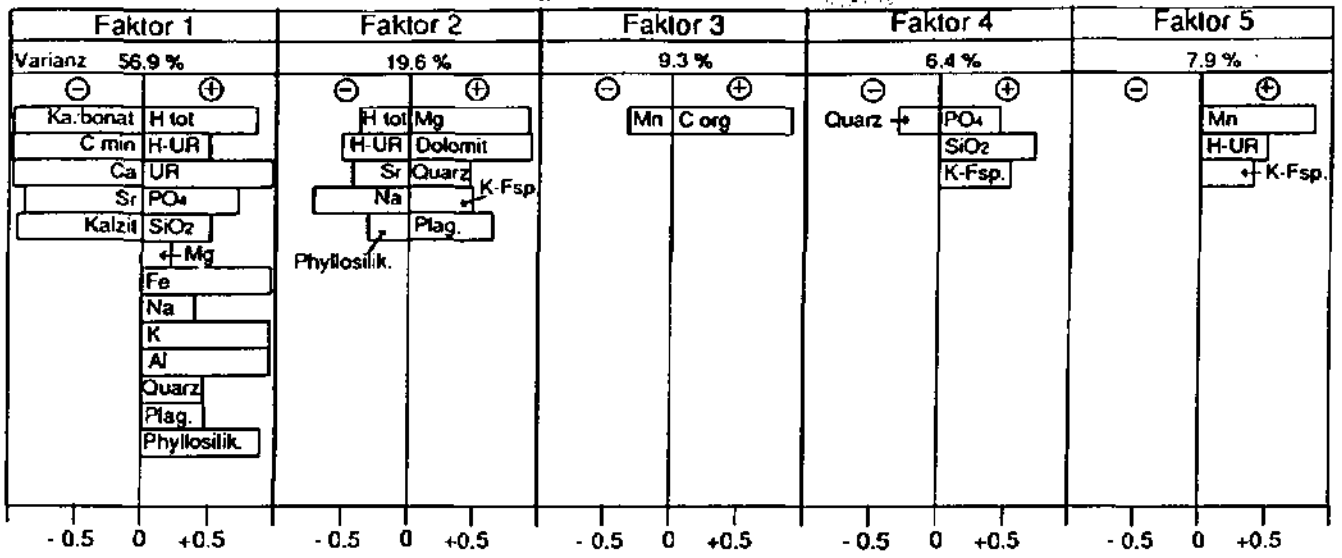 Faktor 1 Faktor 2 Faktor 3 Faktor 4 Faktor 5
Varianz 56.9 % 19.6 % 9.3 % 6.4 % 7.9 %
⊖ ⊕ ⊖ ⊕ ⊖ ⊕ ⊖ ⊕ ⊖ ⊕
Karbonat H tot H tot Mg Mn C org Quarz PO4 Mn
C min H-UR H-UR Dolomit SiO2 H-UR
Ca UR Sr Quarz K-Fsp. K-Fsp.
Sr PO4 Na K-Fsp.
Kalzit SiO2 Plag.
Mg Phyllosilik.
Fe
Na
K
Al
Quarz
Plag.
Phyllosilik.
- 0.5 0 +0.5 - 0.5 0 +0.5 - 0.5 0 +0.5 - 0.5 0 +0.5 - 0.5 0 +0.5